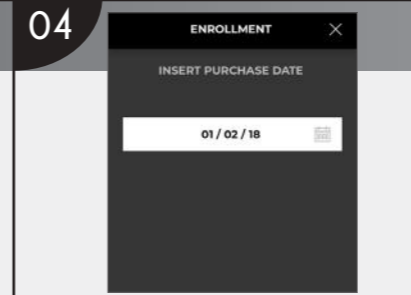 04
ENROLLMENT
INSERT PURCHASE DATE
01 / 02 / 18